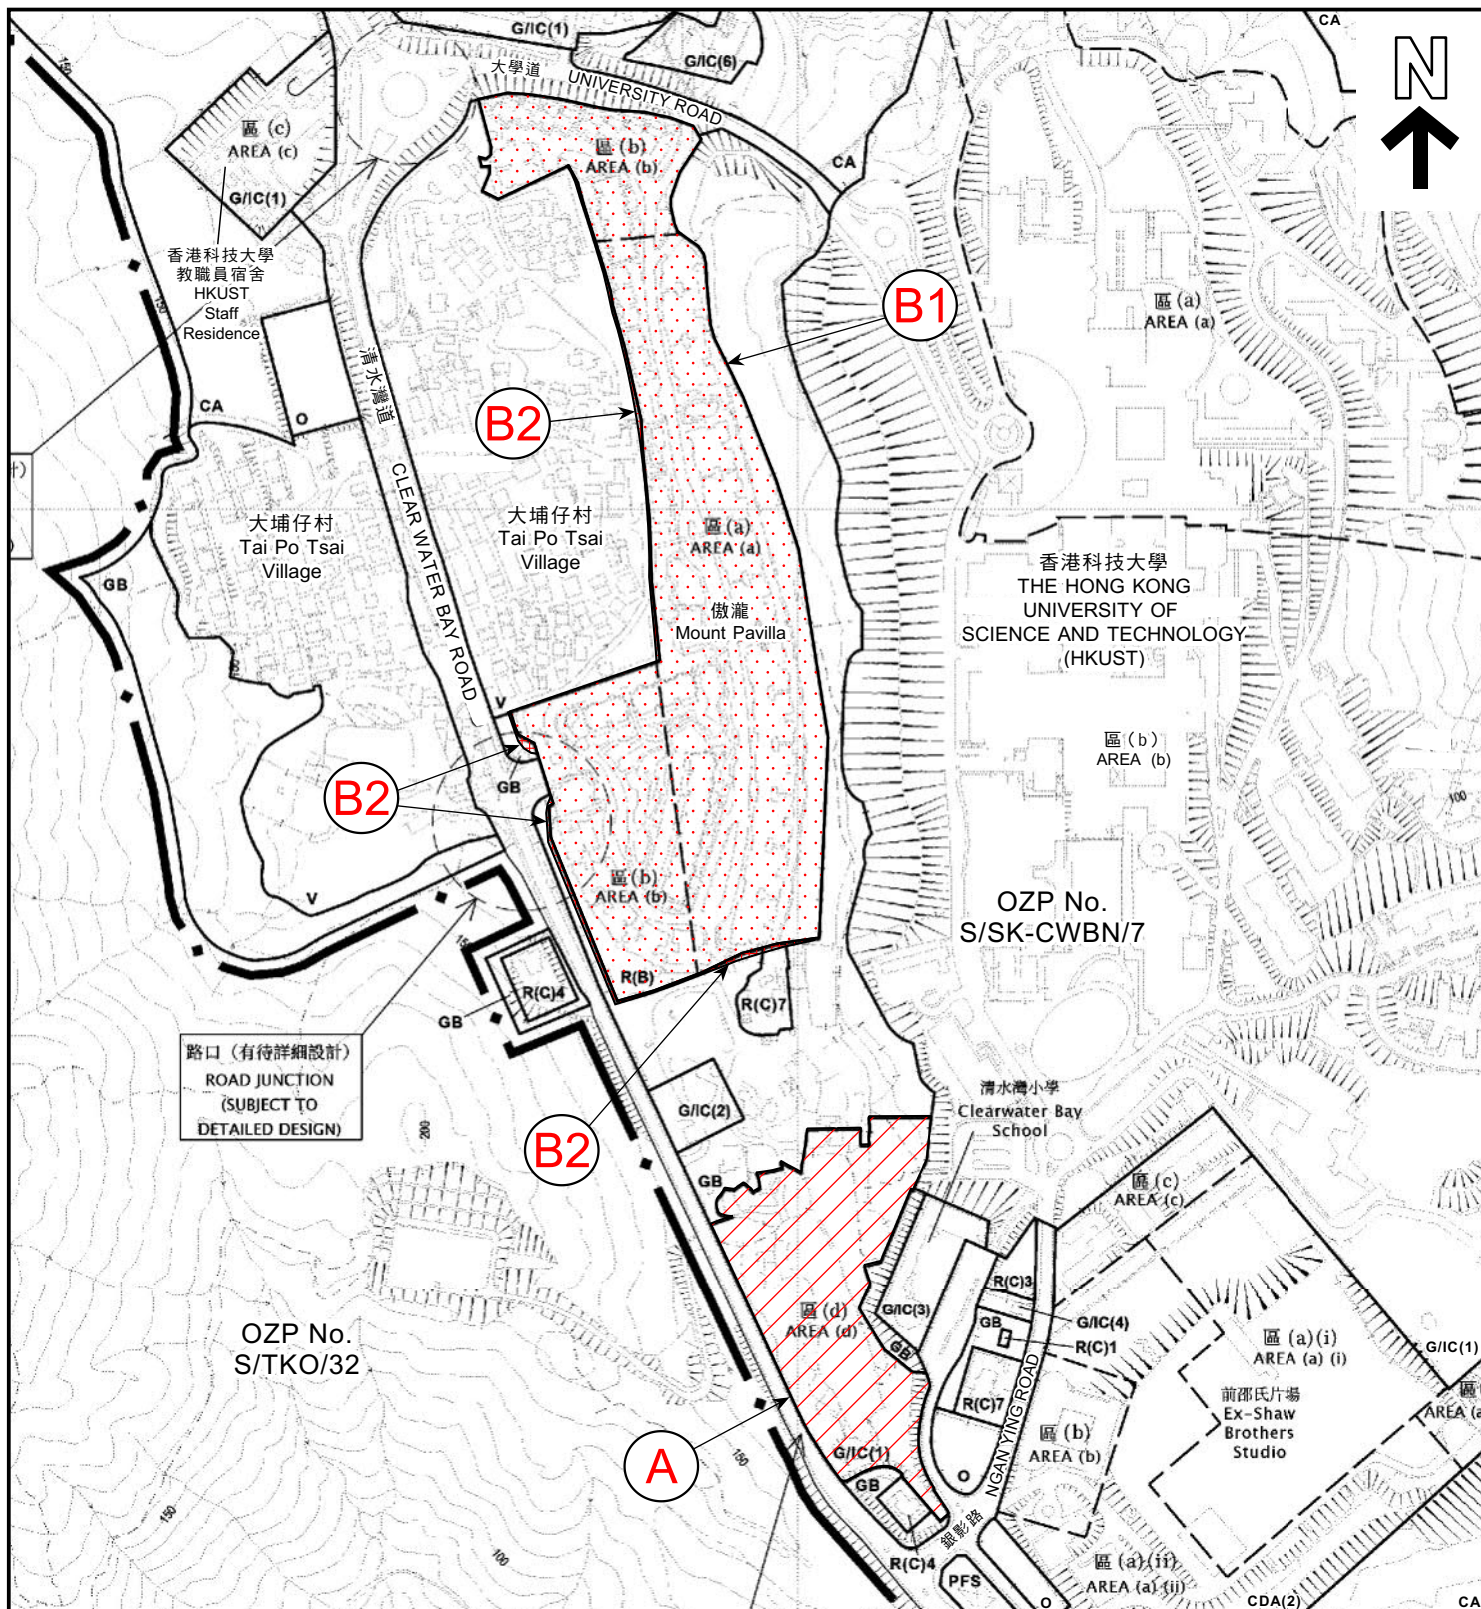 G/IC(1)
CA
N
大學道
UNIVERSITY ROAD
G/IC(6)
區 (c)
AREA (c)
G/IC(1)
區 (b)
AREA (b)
CA
香港科技大學
教職員宿舍
HKUST
Staff
Residence
150
150
區 (a)
AREA (a)
B1
清水灣道
CA
O
B2
CLEAR WATER BAY ROAD
大埔仔村
Tai Po Tsai
Village
大埔仔村
Tai Po Tsai
Village
區 (a)
AREA (a)
香港科技大學
THE HONG KONG
UNIVERSITY OF
SCIENCE AND TECHNOLOGY
(HKUST)
GB
傲瀧
Mount Pavilla
V
區 (b)
AREA (b)
B2
GB
100
V
區 (b)
AREA (b)
OZP No.
S/SK-CWBN/7
R(B)
R(C)4
GB
R(C)7
路口（有待詳細設計）
ROAD JUNCTION
(SUBJECT TO
DETAILED DESIGN)
200
G/IC(2)
清水灣小學
Clearwater Bay
School
B2
GB
區 (c)
AREA (c)
區 (d)
AREA (d)
G/IC(3)
R(C)3
GB
G/IC(4)
R(C)1
GB
OZP No.
S/TKO/32
區 (a)(i)
AREA (a) (i)
G/IC(1)
R(C)7
NGAN YING ROAD
前邵氏片場
Ex-Shaw
Brothers
Studio
區 (b)
AREA (b)
A
G/IC(1)
150
GB
O
150
銀影路
100
R(C)4
PFS
區 (a)(ii)
AREA (a) (ii)
O
CDA(2)
CA